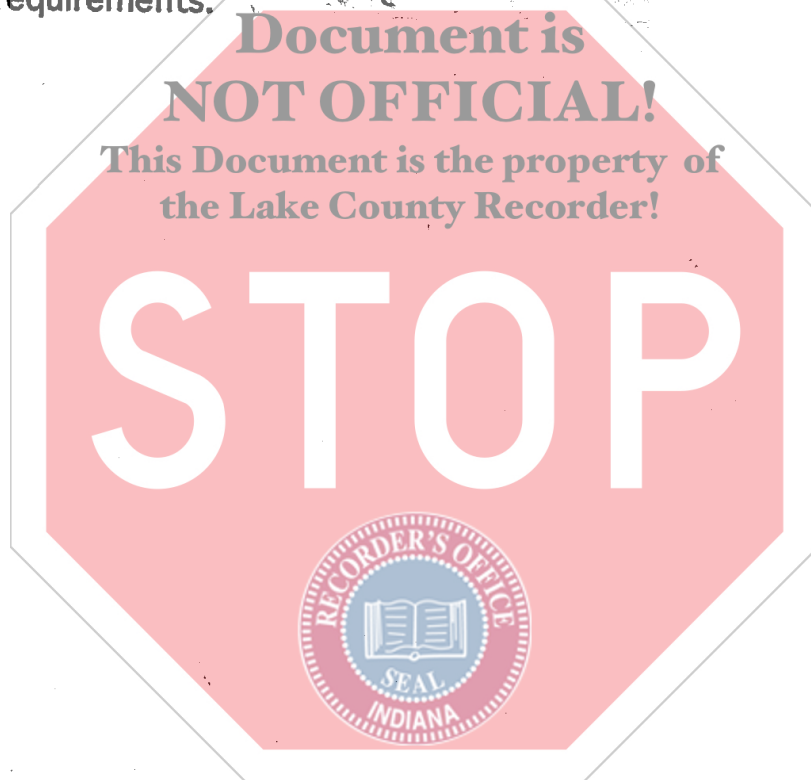 equirements.
Document is
NOT OFFICIAL!
This Document is the property of
the Lake County Recorder!
STOP
RECORDER'S OFFICE
SEAL
INDIANA